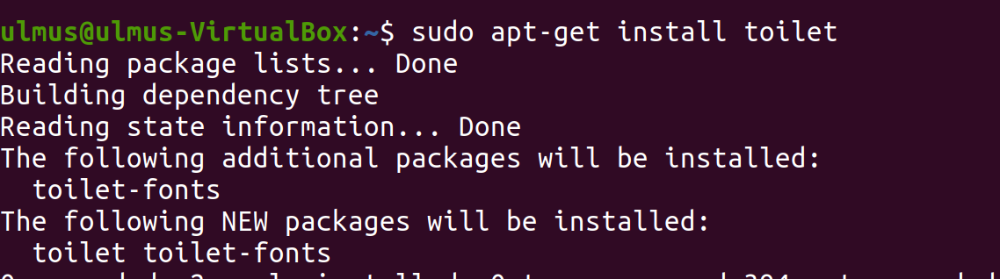 ulmus@ulmus-VirtualBox:~$ sudo apt-get install toilet
Reading package lists... Done
Building dependency tree
Reading state information... Done
The following additional packages will be installed:
  toilet-fonts
The following NEW packages will be installed:
  toilet toilet-fonts